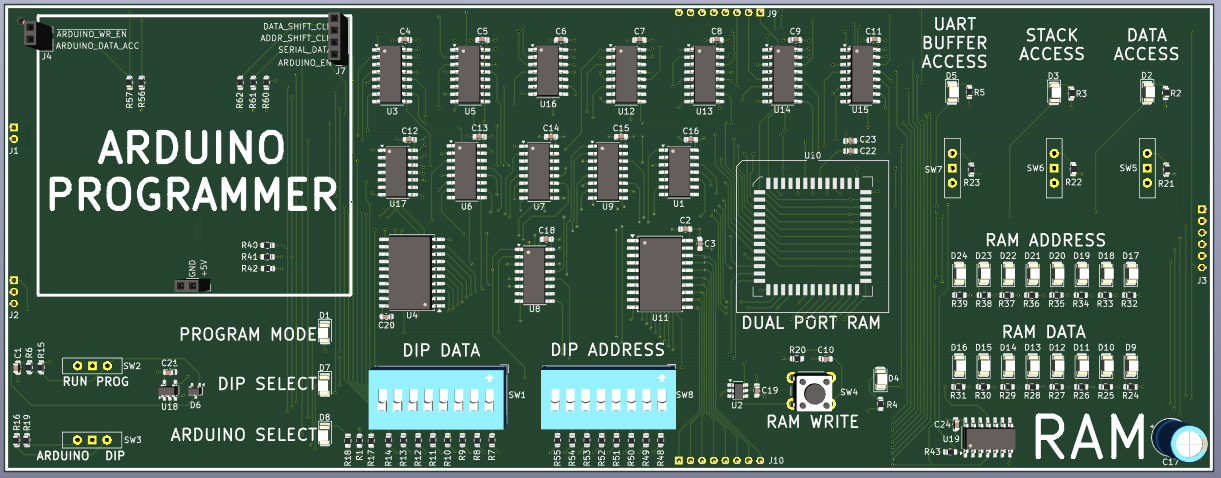 ARDUINO_WR_EN
ARDUINO_DATA_ACC
J4
DATA_SHIFT_CL
ADDR_SHIFT_CL
SERIAL_DATA
ARDUINO_EN
J7
R57
R56
R62
R61
R60
J1
ARDUINO
PROGRAMMER
R40
R41
R42
GND
+5V
J2
C4
C5
C6
C7
C8
C9
C11
J9
U3
U5
U16
U12
U13
U14
U15
C12
C13
C14
C15
C16
C23
C22
U17
U6
U7
U9
U1
U10
C2
C3
C18
U4
C20
U8
U11
DUAL PORT RAM
UART
BUFFER
ACCESS
STACK
ACCESS
DATA
ACCESS
D5
R5
D3
R3
D2
R2
SW7
R23
SW6
R22
SW5
R21
J3
RAM ADDRESS
D24
D23
D22
D21
D20
D19
D18
D17
R39
R38
R37
R36
R35
R34
R33
R32
RAM DATA
D16
D15
D14
D13
D12
D11
D10
D9
R31
R30
R29
R28
R27
R26
R25
R24
PROGRAM MODE
D1
C1
R6
R15
SW2
RUN PROG
C21
U18
D6
DIP SELECT
D7
R16
R19
SW3
ARDUINO DIP
ARDUINO SELECT
D8
DIP DATA
SW1
R18
R1
R17
R14
R13
R12
R11
R10
R9
R8
R7
DIP ADDRESS
SW8
R55
R54
R53
R52
R51
R50
R49
R48
J10
R20
C10
U2
C19
SW4
RAM WRITE
D4
R4
C24
U19
R43
RAM
+
C17